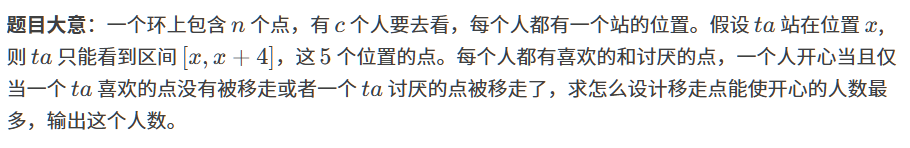 题目大意：一个环上包含 n 个点，有 c 个人要去看，每个人都有一个站的位置。假设 ta 站在位置 x，
则 ta 只能看到区间 [x, x + 4]，这 5 个位置的点。每个人都有喜欢的和讨厌的点，一个人开心当且仅
当一个 ta 喜欢的点没有被移走或者一个 ta 讨厌的点被移走了，求怎么设计移走点能使开心的人数最
多，输出这个人数。